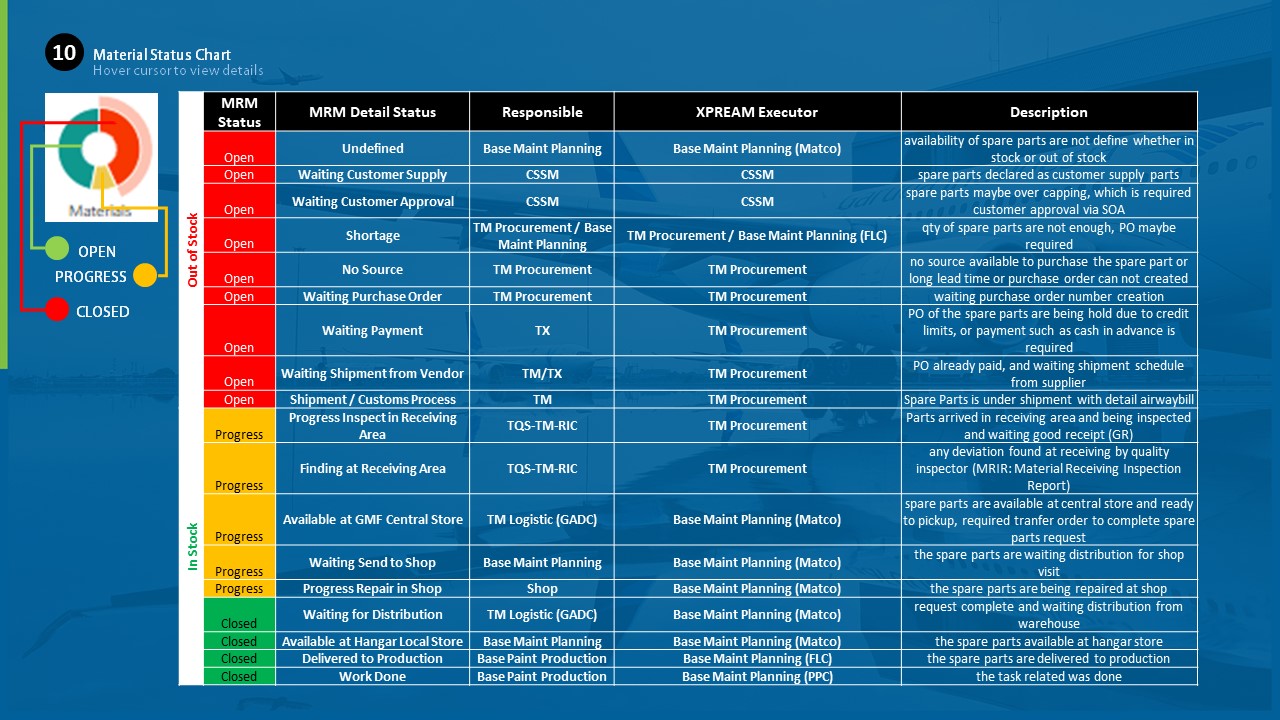 10
Material Status Chart
Hover cursor to view details
Materials
OPEN
PROGRESS
CLOSED
Out of Stock
In Stock
MRM Status MRM Detail Status Responsible XPREAM Executor Description
Open Undefined Base Maint Planning Base Maint Planning (Matco) availability of spare parts are not define whether in stock or out of stock
Open Waiting Customer Supply CSSM CSSM spare parts declared as customer supply parts
Open Waiting Customer Approval CSSM CSSM spare parts maybe over capping, which is required customer approval via SOA
Open Shortage TM Procurement / Base Maint Planning TM Procurement / Base Maint Planning (FLC) qty of spare parts are not enough, PO maybe required
Open No Source TM Procurement TM Procurement no source available to purchase the spare part or long lead time or purchase order can not created
Open Waiting Purchase Order TM Procurement TM Procurement waiting purchase order number creation
Open Waiting Payment TX TM Procurement PO of the spare parts are being hold due to credit limits, or payment such as cash in advance is required
Open Waiting Shipment from Vendor TM/TX TM Procurement PO already paid, and waiting shipment schedule from supplier
Open Shipment / Customs Process TM TM Procurement Spare Parts is under shipment with detail airwaybill
Progress Progress Inspect in Receiving Area TQS-TM-RIC TM Procurement Parts arrived in receiving area and being inspected and waiting good receipt (GR)
Progress Finding at Receiving Area TQS-TM-RIC TM Procurement any deviation found at receiving by quality inspector (MRIR: Material Receiving Inspection Report)
Progress Available at GMF Central Store TM Logistic (GADC) Base Maint Planning (Matco) spare parts are available at central store and ready to pickup, required tranfer order to complete spare parts request
Progress Waiting Send to Shop Base Maint Planning Base Maint Planning (Matco) the spare parts are waiting distribution for shop visit
Progress Progress Repair in Shop Shop Base Maint Planning (Matco) the spare parts are being repaired at shop
Closed Waiting for Distribution TM Logistic (GADC) Base Maint Planning (Matco) request complete and waiting distribution from warehouse
Closed Available at Hangar Local Store Base Maint Planning Base Maint Planning (Matco) the spare parts available at hangar store
Closed Delivered to Production Base Paint Production Base Maint Planning (FLC) the spare parts are delivered to production
Closed Work Done Base Paint Production Base Maint Planning (PPC) the task related was done